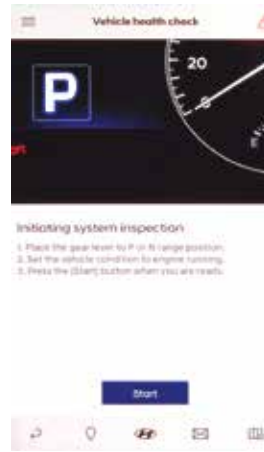 Vehicle health check
P
20
0
Initiating system inspection
1. Place the gear lever to P or N range position.
2. Set the vehicle condition to engine running.
3. Press the [Start] button when you are ready.
Start